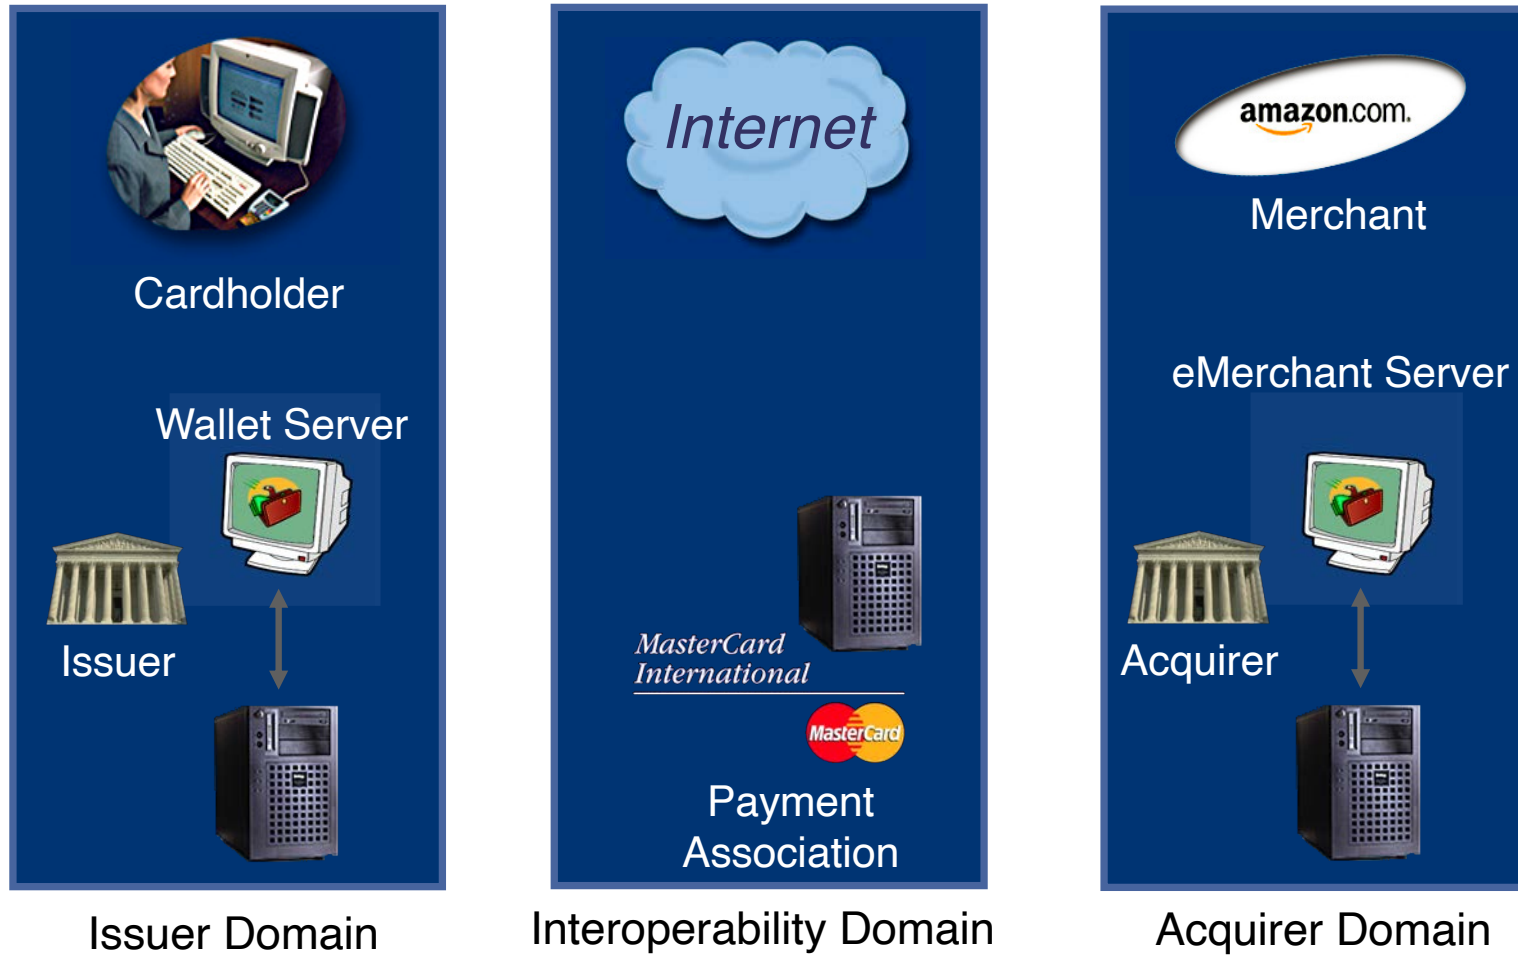 Cardholder
Wallet Server
Issuer
Issuer Domain
Internet
MasterCard
International
MasterCard
Payment
Association
Interoperability Domain
amazon.com.
Merchant
eMerchant Server
Acquirer
Acquirer Domain